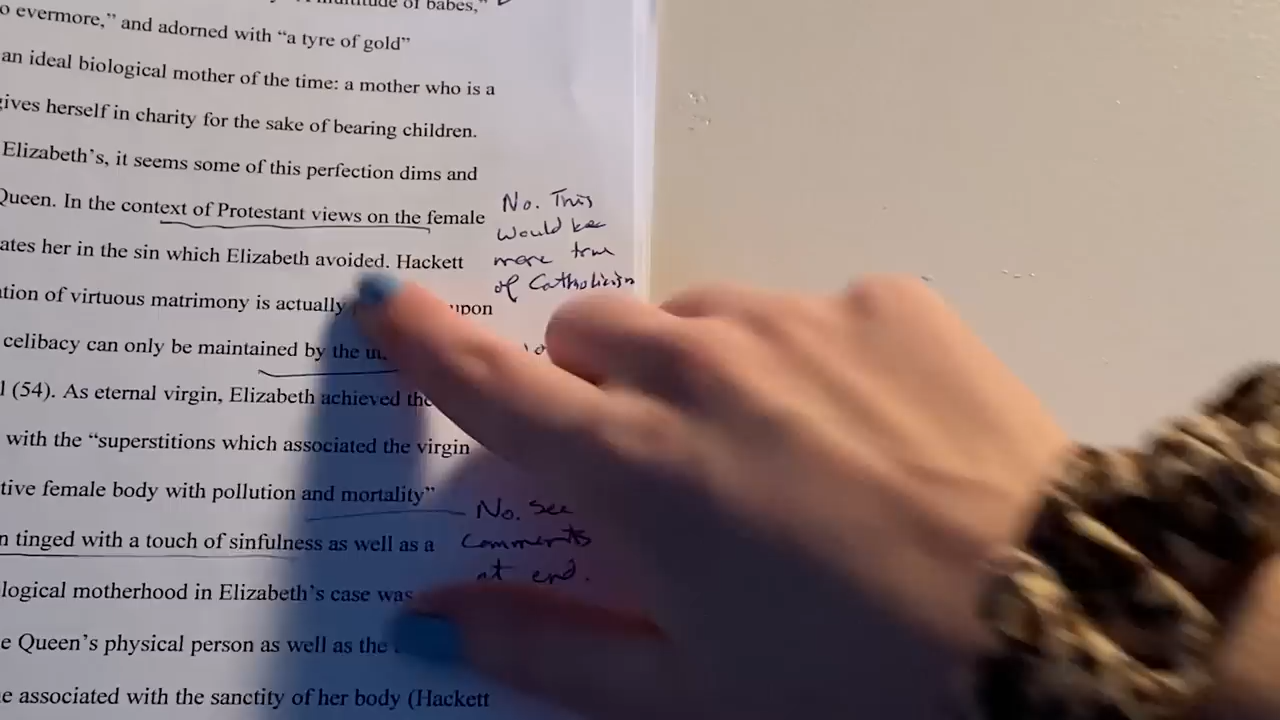 of babes,"
o evermore," and adorned with "a tyre of gold"
an ideal biological mother of the time: a mother who is a
gives herself in charity for the sake of bearing children.
Elizabeth's, it seems some of this perfection dims and
Queen. In the context of Protestant views on the female
No. This
would be
more true
of Catholicism
ates her in the sin which Elizabeth avoided. Hackett
tion of virtuous matrimony is actually upon
celibacy can only be maintained by the
l (54). As eternal virgin, Elizabeth achieved the
with the "superstitions which associated the virgin
tive female body with pollution and mortality"
No. See
comments
at end.
n tinged with a touch of sinfulness as well as a
logical motherhood in Elizabeth's case was
e Queen's physical person as well as the
e associated with the sanctity of her body (Hackett